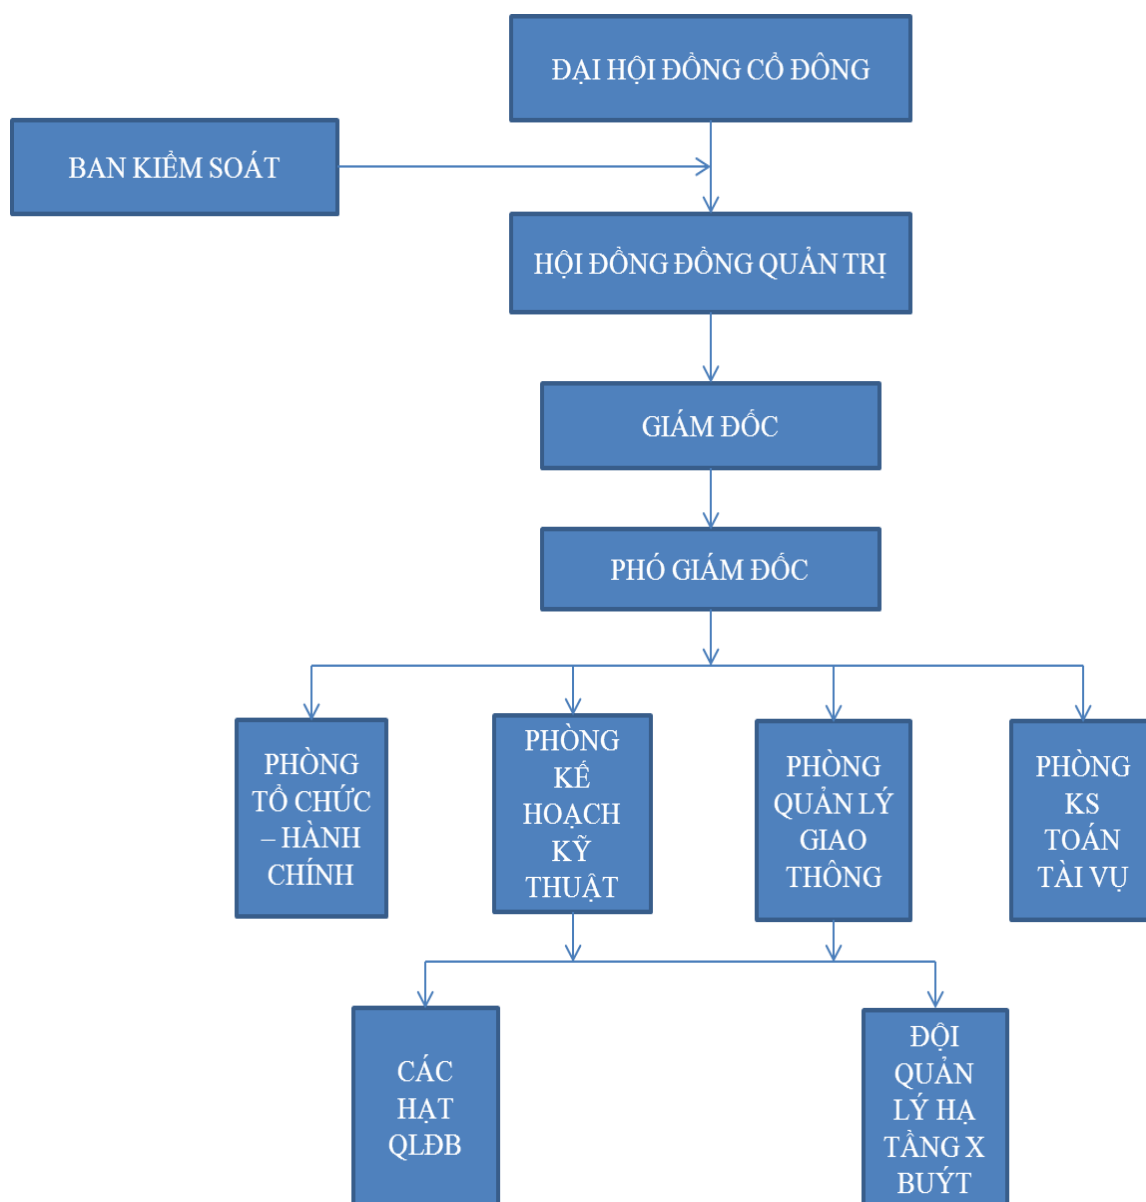 ĐẠI HỘI ĐỒNG CỔ ĐÔNG
BAN KIỂM SOÁT
HỘI ĐỒNG ĐỒNG QUẢN TRỊ
GIÁM ĐỐC
PHÓ GIÁM ĐỐC
PHÒNG
TỔ CHỨC
– HÀNH
CHÍNH
PHÒNG
KẾ
HOẠCH
KỸ
THUẬT
PHÒNG
QUẢN LÝ
GIAO
THÔNG
PHÒNG
KS
TOÁN
TÀI VỤ
CÁC
HẠT
QLĐB
ĐỘI
QUẢN
LÝ HẠ
TẦNG X
BUÝT